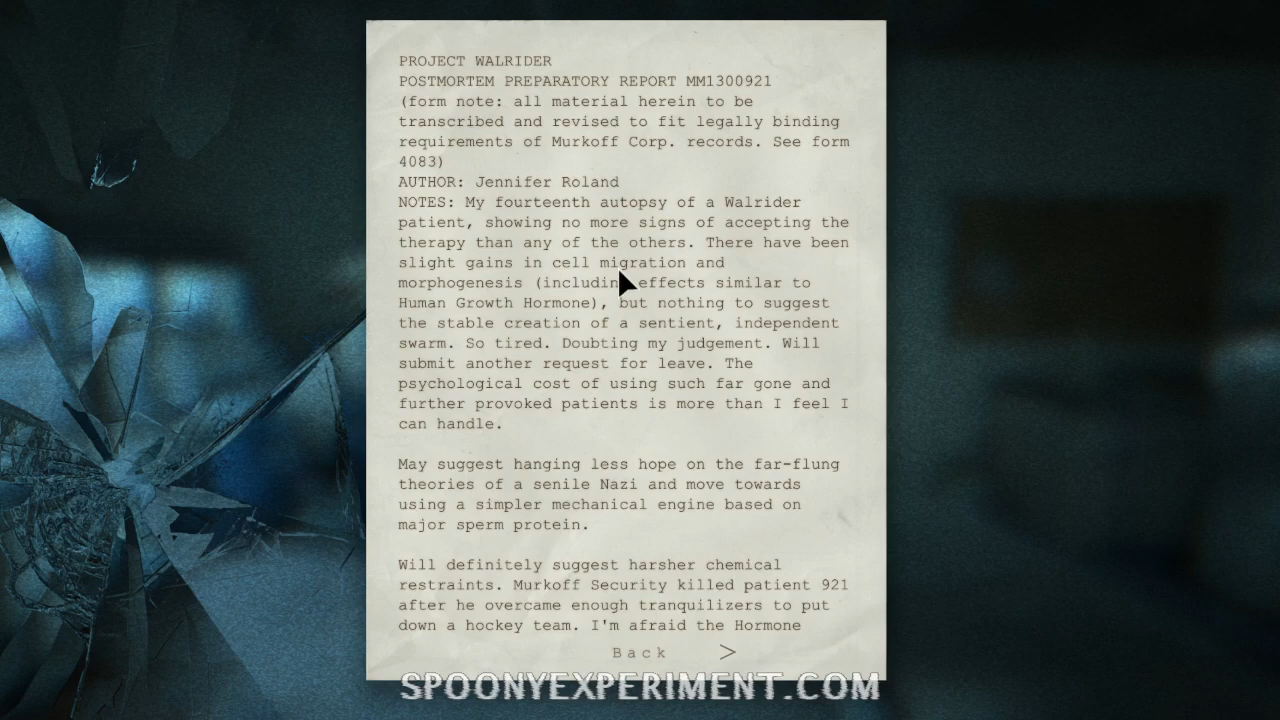 PROJECT WALRIDER
POSTMORTEM PREPARATORY REPORT MM1300921
(form note: all material herein to be
transcribed and revised to fit legally binding
requirements of Murkoff Corp. records. See form
4083)
AUTHOR: Jennifer Roland
NOTES: My fourteenth autopsy of a Walrider
patient, showing no more signs of accepting the
therapy than any of the others. There have been
slight gains in cell migration and
morphogenesis (including effects similar to
Human Growth Hormone), but nothing to suggest
the stable creation of a sentient, independent
swarm. So tired. Doubting my judgement. Will
submit another request for leave. The
psychological cost of using such far gone and
further provoked patients is more than I feel I
can handle.
May suggest hanging less hope on the far-flung
theories of a senile Nazi and move towards
using a simpler mechanical engine based on
major sperm protein.
Will definitely suggest harsher chemical
restraints. Murkoff Security killed patient 921
after he overcame enough tranquilizers to put
down a hockey team. I'm afraid the Hormone
Back >
SPOONYEXPERIMENT.COM